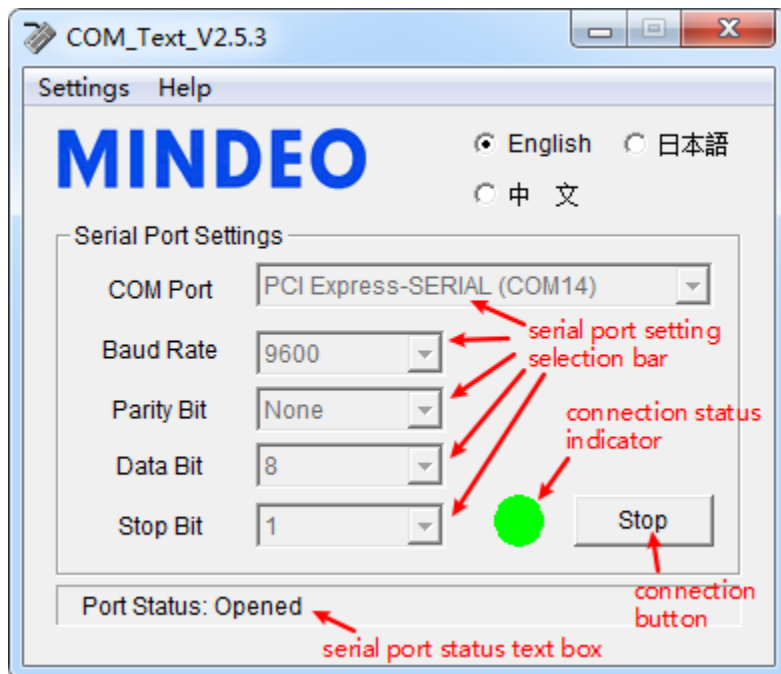 COM_Text_V2.5.3
Settings Help
MINDEO
English 日本語
中 文
Serial Port Settings
COM Port PCI Express-SERIAL (COM14)
serial port setting
selection bar
Baud Rate 9600
Parity Bit None
connection status
indicator
Data Bit 8
Stop Bit 1
Stop
connection
button
Port Status: Opened
serial port status text box